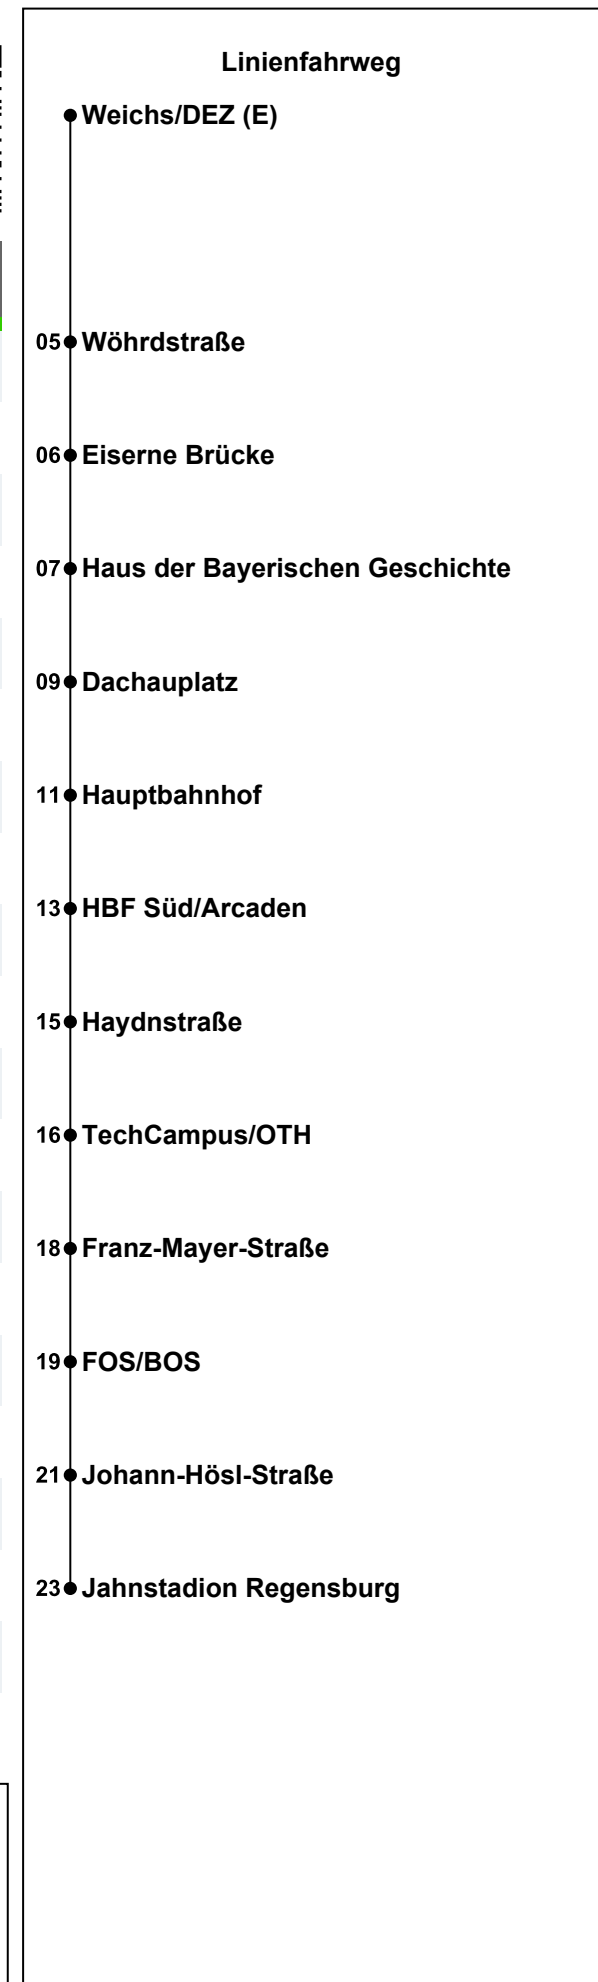 Linienfahrweg
Weichs/DEZ (E)
05 Wöhrdstraße
06 Eiserne Brücke
07 Haus der Bayerischen Geschichte
09 Dachauplatz
11 Hauptbahnhof
13 HBF Süd/Arcaden
15 Haydnstraße
16 TechCampus/OTH
18 Franz-Mayer-Straße
19 FOS/BOS
21 Johann-Hösl-Straße
23 Jahnstadion Regensburg